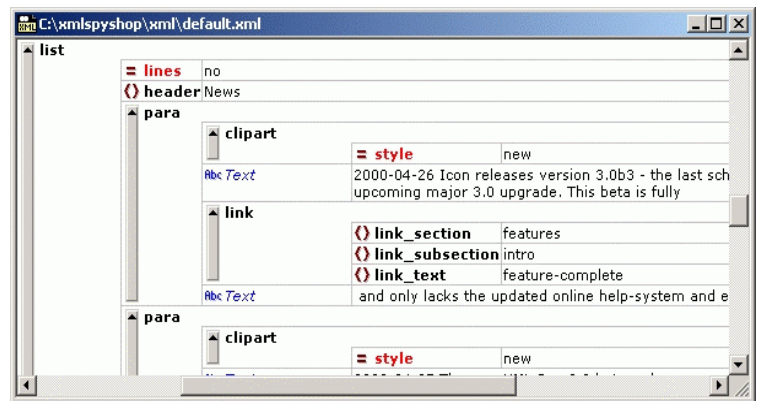 XML C:\xmlspyshop\xml\default.xml
list
= lines no
() header News
para
clipart
= style new
Abc Text 2000-04-26 Icon releases version 3.0b3 - the last sch
upcoming major 3.0 upgrade. This beta is fully
link
() link_section features
() link_subsection intro
() link_text feature-complete
Abc Text and only lacks the updated online help-system and e
para
clipart
= style new